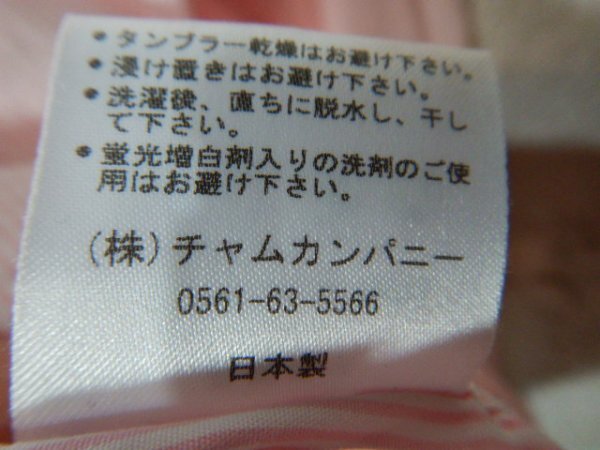 ・タンブラー乾燥はお避け下さい。
・浸け置きはお避け下さい。
・洗濯後、直ちに脱水し、干し
て下さい。
・蛍光増白剤入りの洗剤のご使
用はお避け下さい。
(株)チャムカンパニー
0561-63-5566
日本製